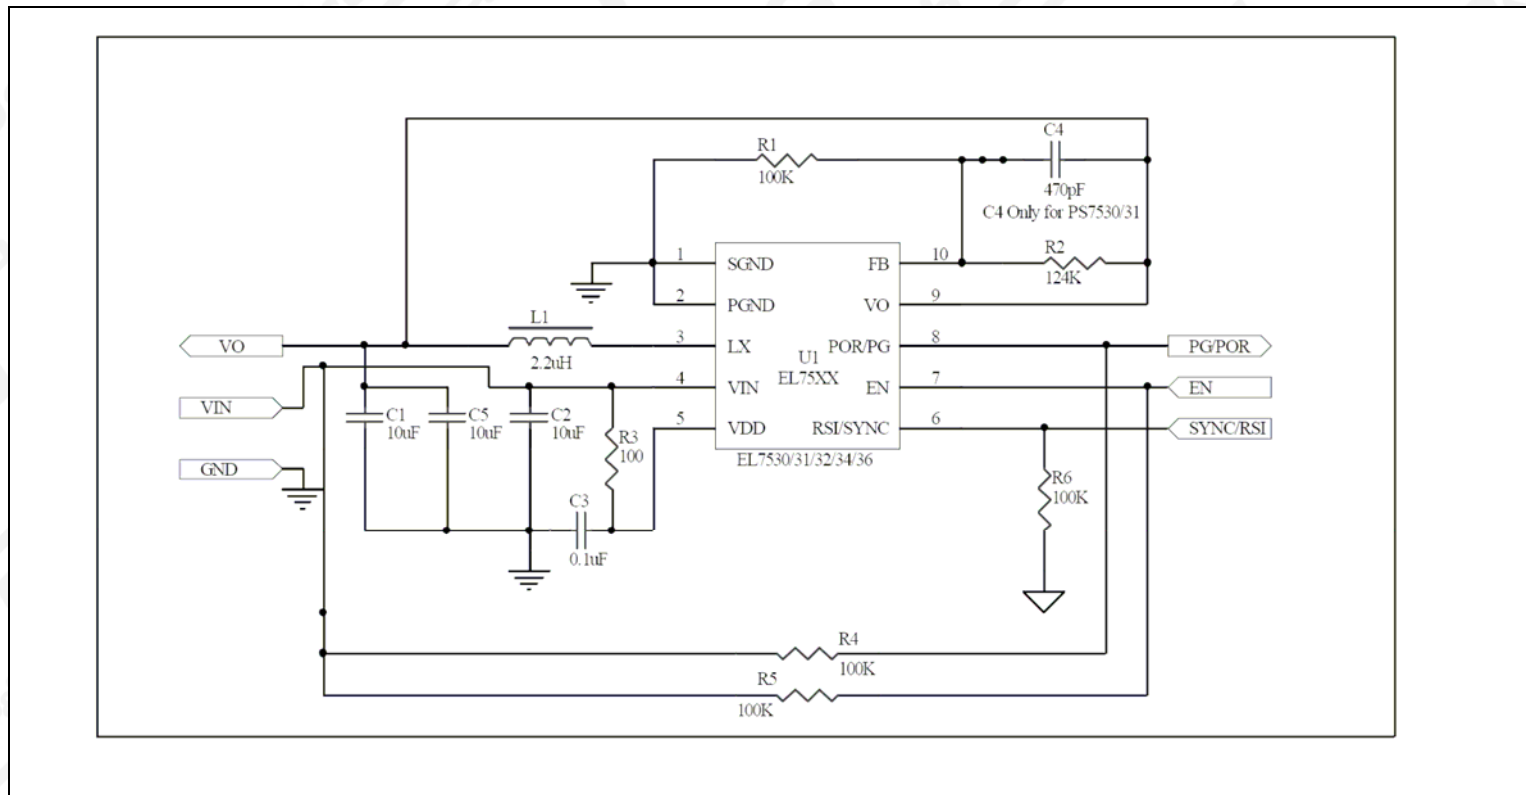 C4
R1
100K
470pF
C4 Only for PS7530/31
R2
124K
1
SGND
FB
10
2
PGND
VO
9
L1
2.2uH
VO
3
LX
POR/PG
8
PG/POR
U1
EL75XX
4
VIN
EN
7
EN
VIN
C1
10uF
C5
10uF
C2
10uF
5
VDD
RSI/SYNC
6
SYNC/RSI
R3
100
EL7530/31/32/34/36
GND
R6
100K
C3
0.1uF
R4
100K
R5
100K